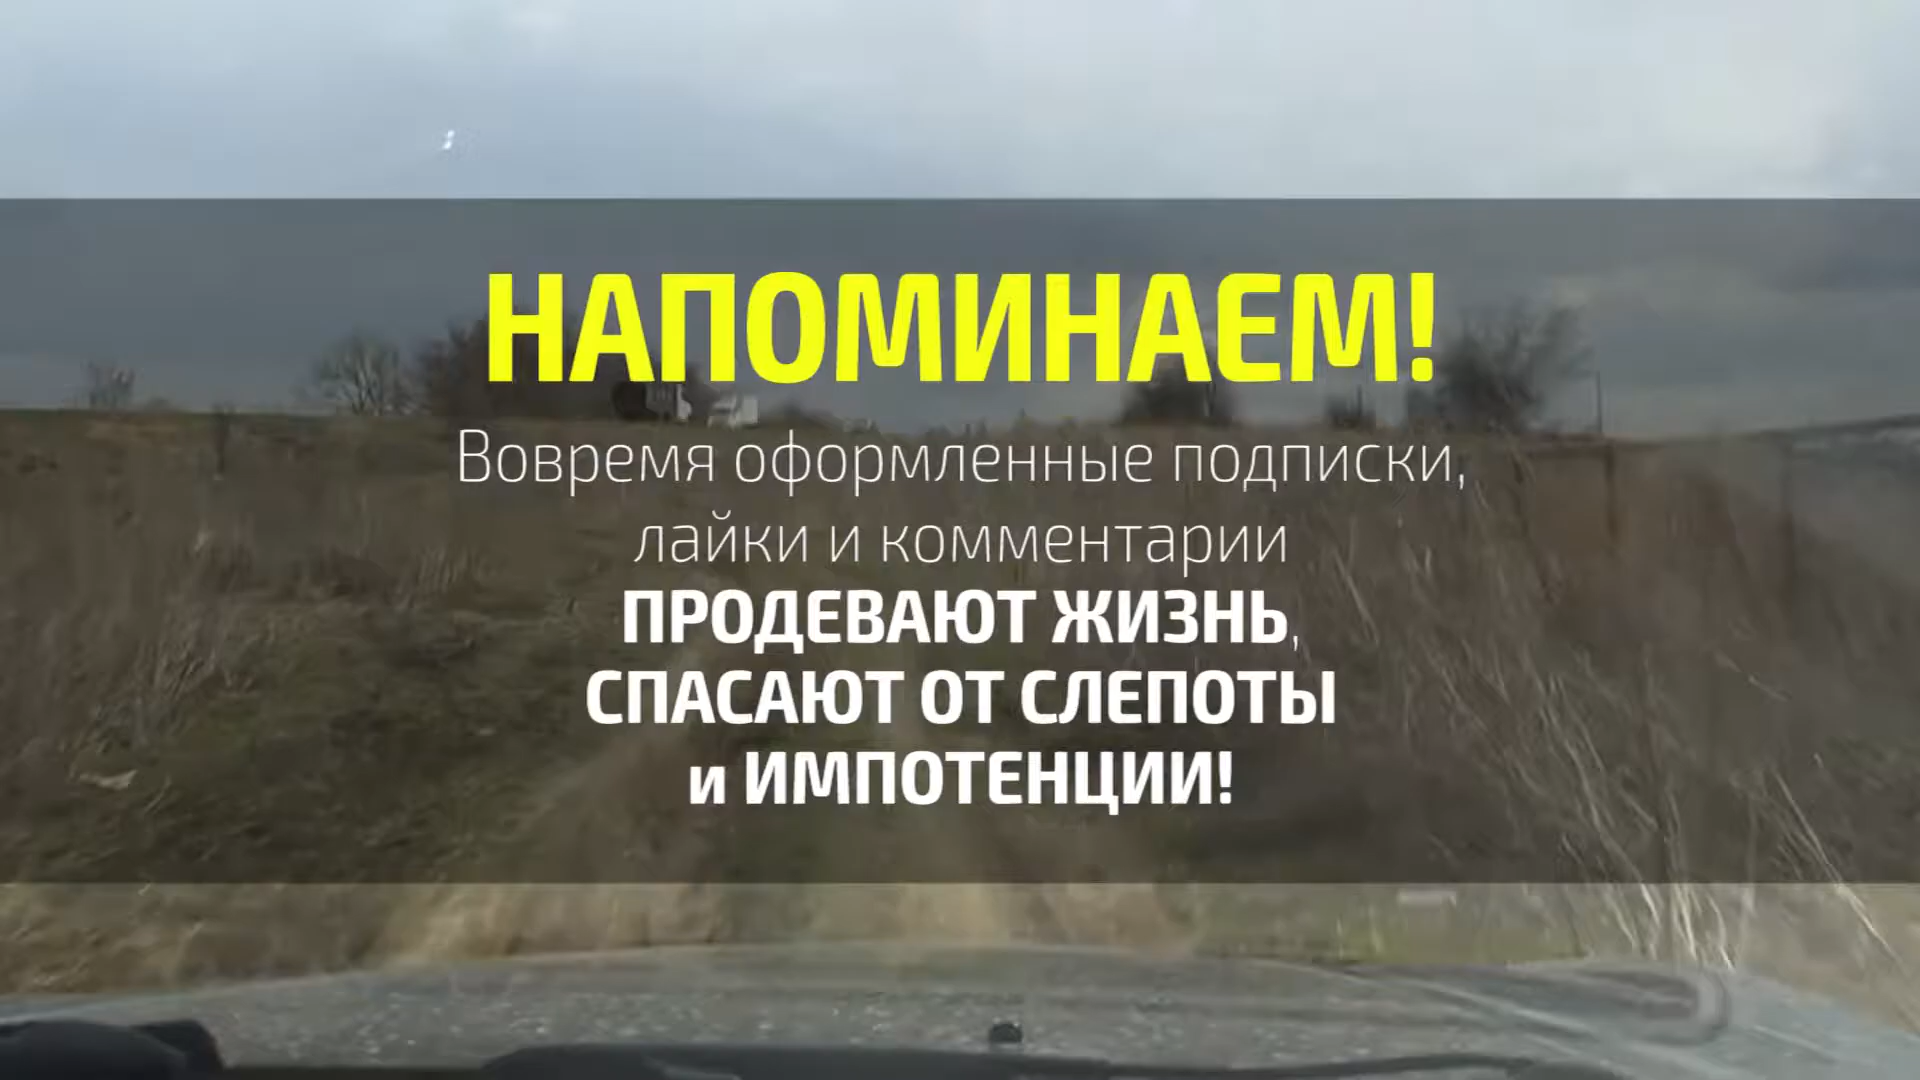 НАПОМИНАЕМ!
Вовремя оформленные подписки,
лайки и комментарии
ПРОДЕВАЮТ ЖИЗНЬ,
СПАСАЮТ ОТ СЛЕПОТЫ
и ИМПОТЕНЦИИ!